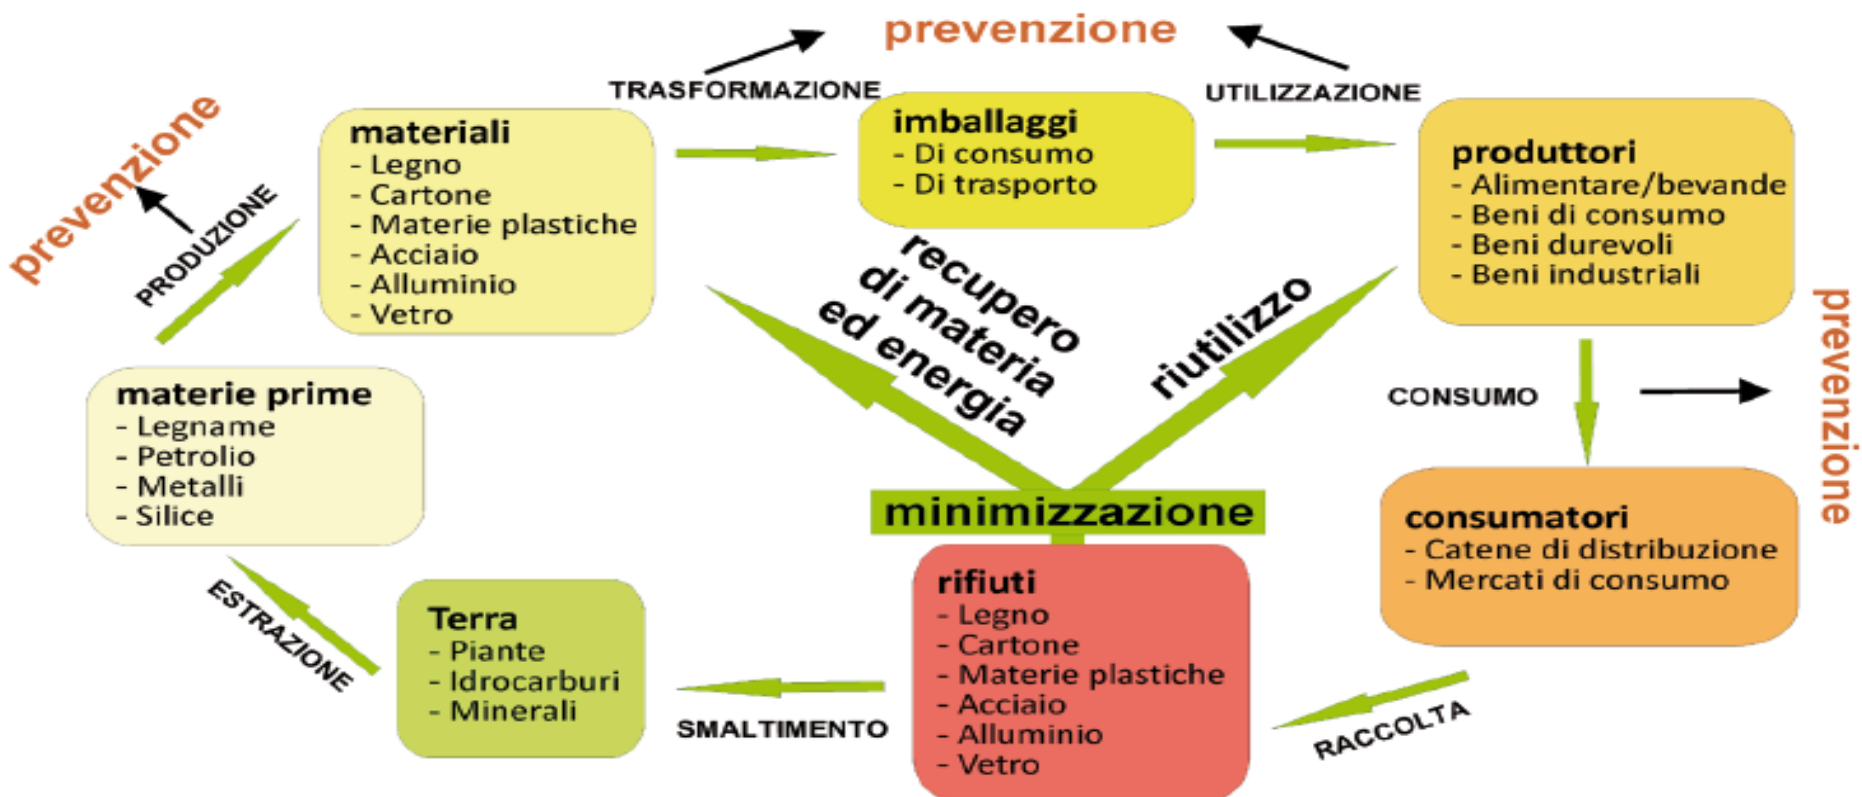 prevenzione
TRASFORMAZIONE
UTILIZZAZIONE
prevenzione
PRODUZIONE
materiali
- Legno
- Cartone
- Materie plastiche
- Acciaio
- Alluminio
- Vetro
imballaggi
- Di consumo
- Di trasporto
produttori
- Alimentare/bevande
- Beni di consumo
- Beni durevoli
- Beni industriali
recupero
di materia
ed energia
riutilizzo
prevenzione
CONSUMO
materie prime
- Legname
- Petrolio
- Metalli
- Silice
minimizzazione
consumatori
- Catene di distribuzione
- Mercati di consumo
ESTRAZIONE
Terra
- Piante
- Idrocarburi
- Minerali
SMALTIMENTO
rifiuti
- Legno
- Cartone
- Materie plastiche
- Acciaio
- Alluminio
- Vetro
RACCOLTA